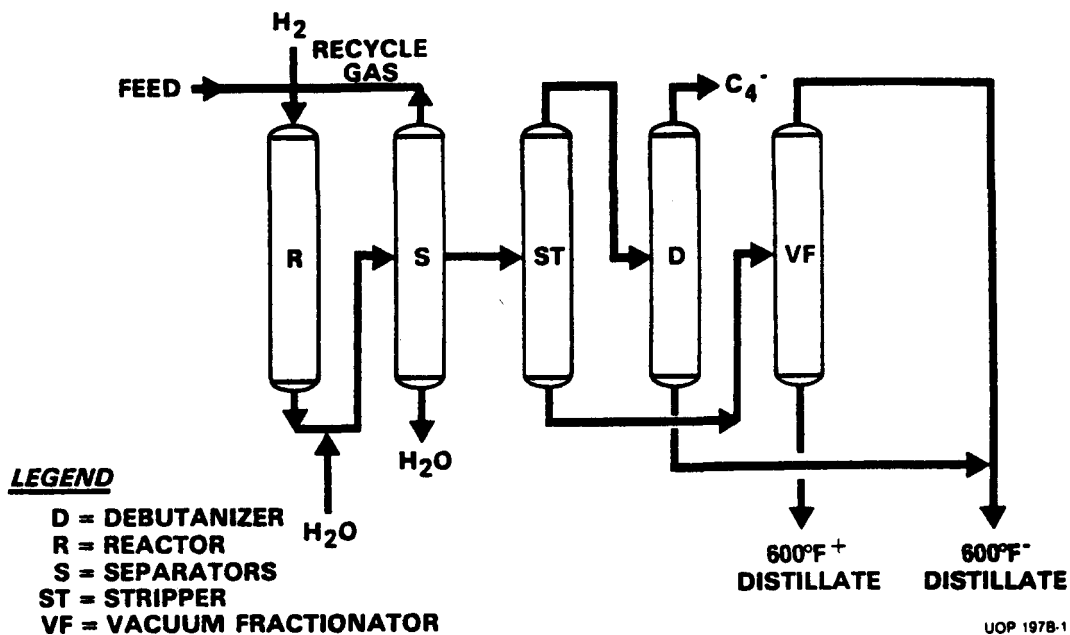 H2
RECYCLE
GAS
FEED
C4-
R
S
ST
D
VF
H2O
H2O
LEGEND
D = DEBUTANIZER
R = REACTOR
S = SEPARATORS
ST = STRIPPER
VF = VACUUM FRACTIONATOR
600°F+
DISTILLATE
600°F-
DISTILLATE
UOP 197B-1